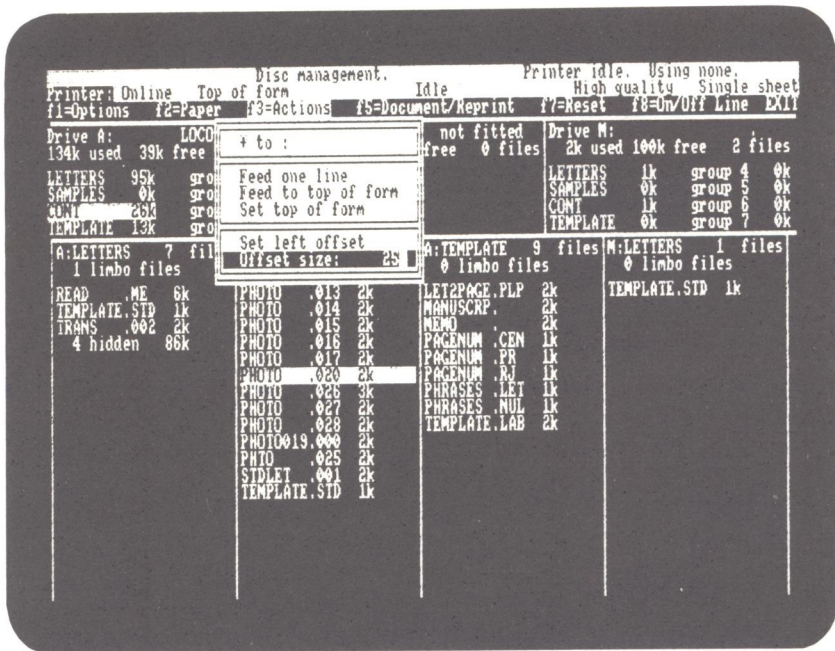 Disc management. Printer idle. Using none.
Printer: Online Top of form Idle High quality Single sheet
f1=Options f2=Paper f3=Actions f5=Document/Reprint f7=Reset f8=On/Off Line EXIT
Drive A: LOCO not fitted Drive M:
134k used 39k free free 0 files 2k used 100k free 2 files
LETTERS 95k gro LETTERS 1k group 4 0k
SAMPLES 0k gro SAMPLES 0k group 5 0k
CONT 26k gro CONT 1k group 6 0k
TEMPLATE 13k gro TEMPLATE 0k group 7 0k
to :
Feed one line
Feed to top of form
Set top of form
Set left offset
Offset size: 25
A:LETTERS 7 fil
1 limbo files
READ .ME 6k
TEMPLATE.STD 1k
TRANS .002 2k
4 hidden 86k
PHOTO .013 2k
PHOTO .014 2k
PHOTO .015 2k
PHOTO .016 2k
PHOTO .017 2k
PHOTO .020 2k
PHOTO .026 3k
PHOTO .027 2k
PHOTO .028 2k
PHOTO019.000 2k
PHTO .025 2k
STDLET .001 2k
TEMPLATE.STD 1k
A:TEMPLATE 9 files
0 limbo files
LET2PAGE.PLP 2k
MANUSCRP. 2k
MEMO . 2k
PAGENUM .CEN 1k
PAGENUM .PR 1k
PAGENUM .RJ 1k
PHRASES .LET 1k
PHRASES .NUL 1k
TEMPLATE.LAB 2k
M:LETTERS 1 files
0 limbo files
TEMPLATE.STD 1k